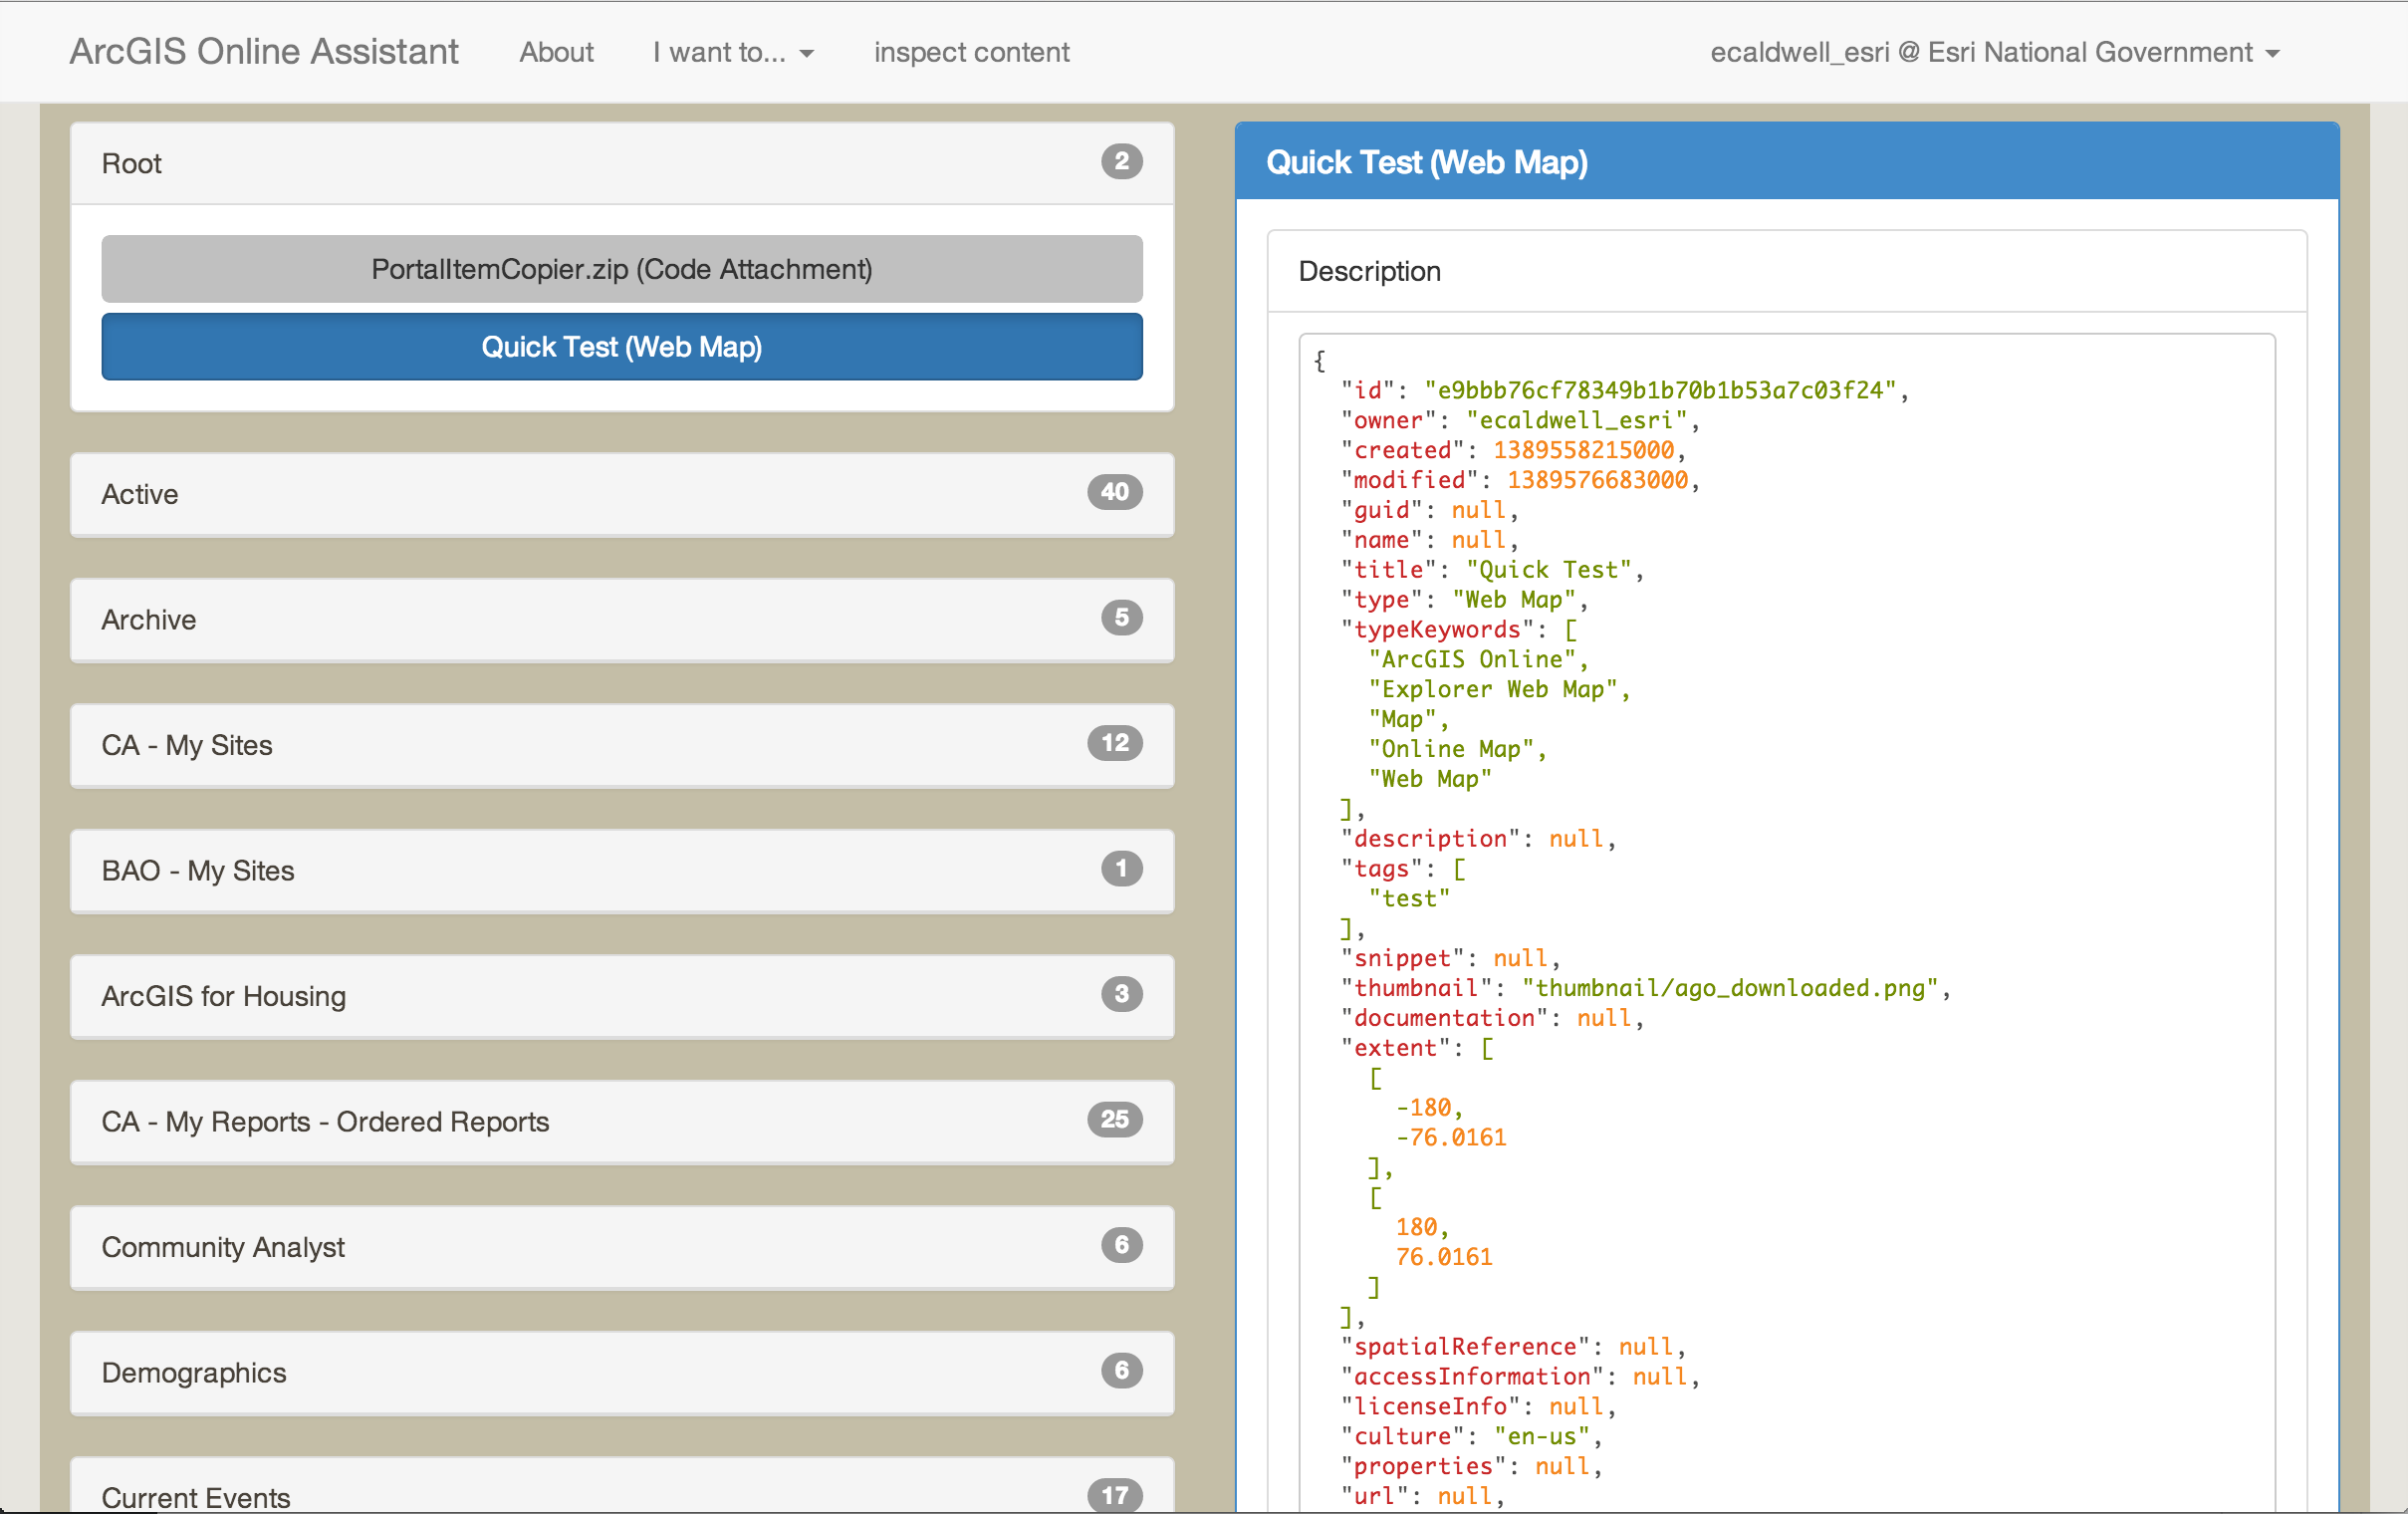 ArcGIS Online Assistant About I want to... inspect content ecaldwell_esri @ Esri National Government
Root 2
PortalItemCopier.zip (Code Attachment)
Quick Test (Web Map)
Active 40
Archive 5
CA - My Sites 12
BAO - My Sites 1
ArcGIS for Housing 3
CA - My Reports - Ordered Reports 25
Community Analyst 6
Demographics 6
Current Events 17
Quick Test (Web Map)
Description
{
"id": "e9bbb76cf78349b1b70b1b53a7c03f24",
"owner": "ecaldwell_esri",
"created": 1389558215000,
"modified": 1389576683000,
"guid": null,
"name": null,
"title": "Quick Test",
"type": "Web Map",
"typeKeywords": [
"ArcGIS Online",
"Explorer Web Map",
"Map",
"Online Map",
"Web Map"
],
"description": null,
"tags": [
"test"
],
"snippet": null,
"thumbnail": "thumbnail/ago_downloaded.png",
"documentation": null,
"extent": [
[
-180,
-76.0161
],
[
180,
76.0161
]
],
"spatialReference": null,
"accessInformation": null,
"licenseInfo": null,
"culture": "en-us",
"properties": null,
"url": null,